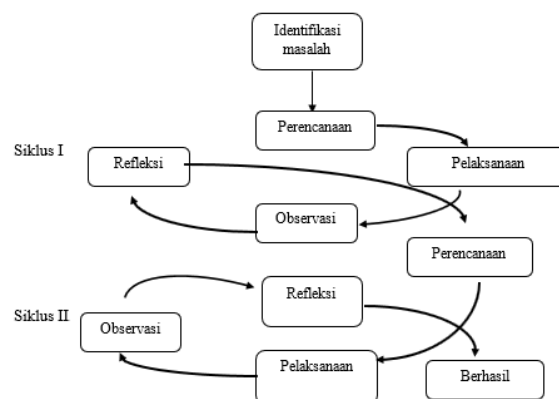 Identifikasi
masalah
Perencanaan
Siklus I
Refleksi
Pelaksanaan
Observasi
Perencanaan
Refleksi
Siklus II
Observasi
Pelaksanaan
Berhasil